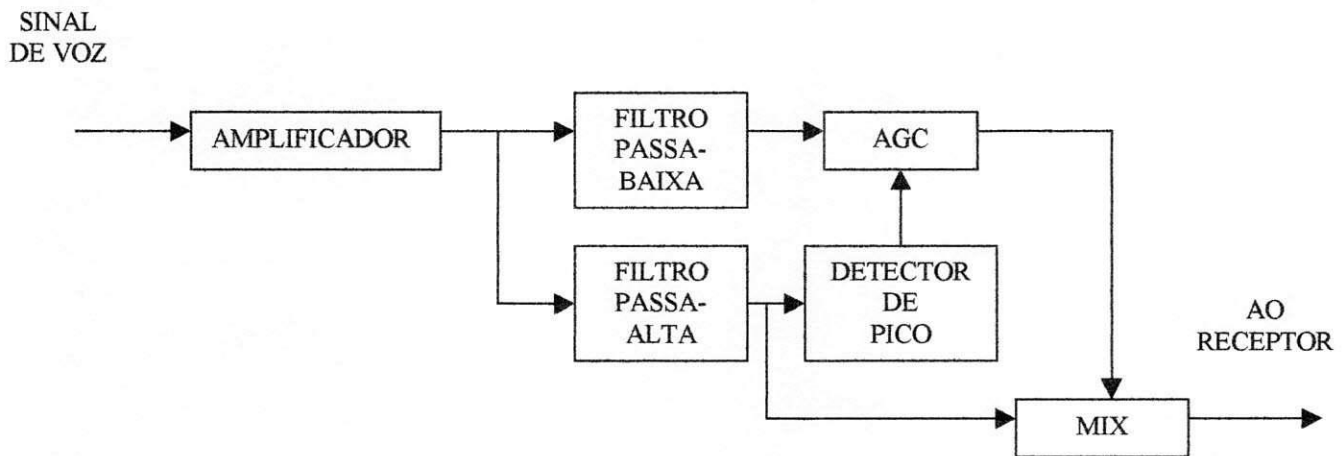 SINAL
DE VOZ
AMPLIFICADOR
FILTRO
PASSA-
BAIXA
AGC
FILTRO
PASSA-
ALTA
DETECTOR
DE
PICO
AO
RECEPTOR
MIX